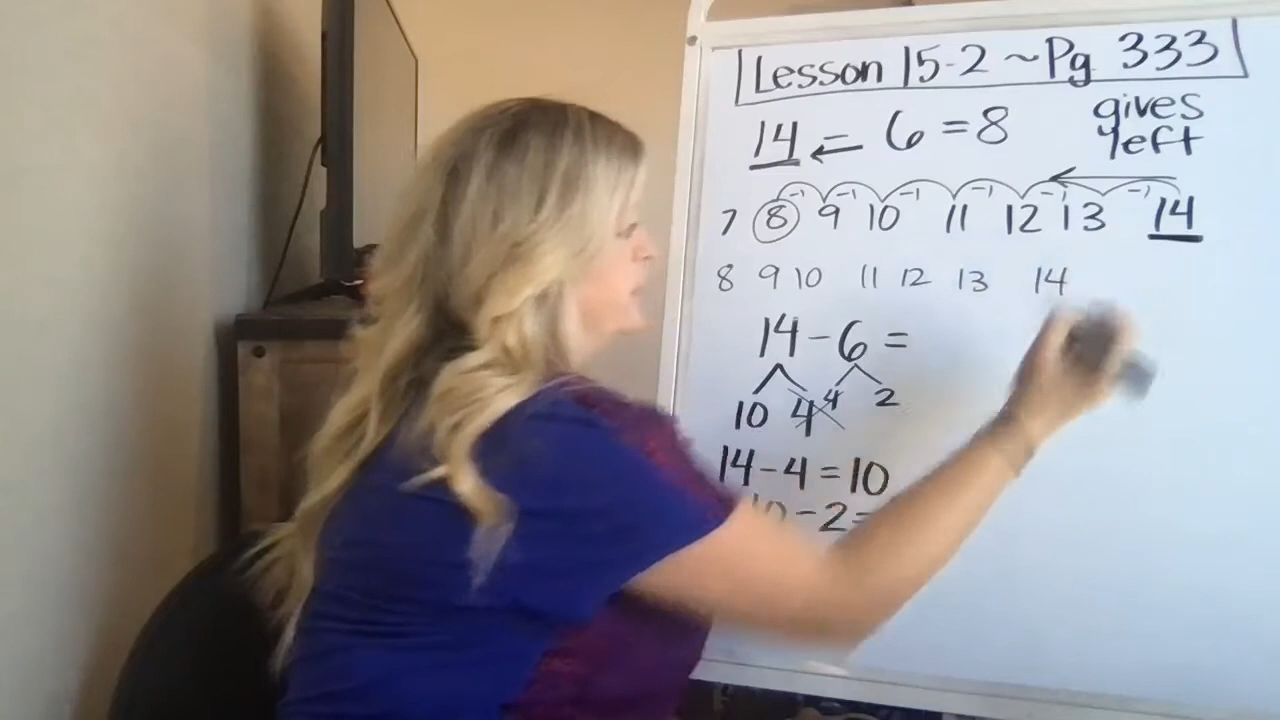 Lesson 15-2 ~ Pg 333
14 - 6 = 8
gives
left
-1 -1 -1 -1 -1 -1
7 8 9 10 11 12 13 14
8 9 10 11 12 13 14
14 - 6 =
10 4 4 2
14 - 4 = 10
10 - 2 =